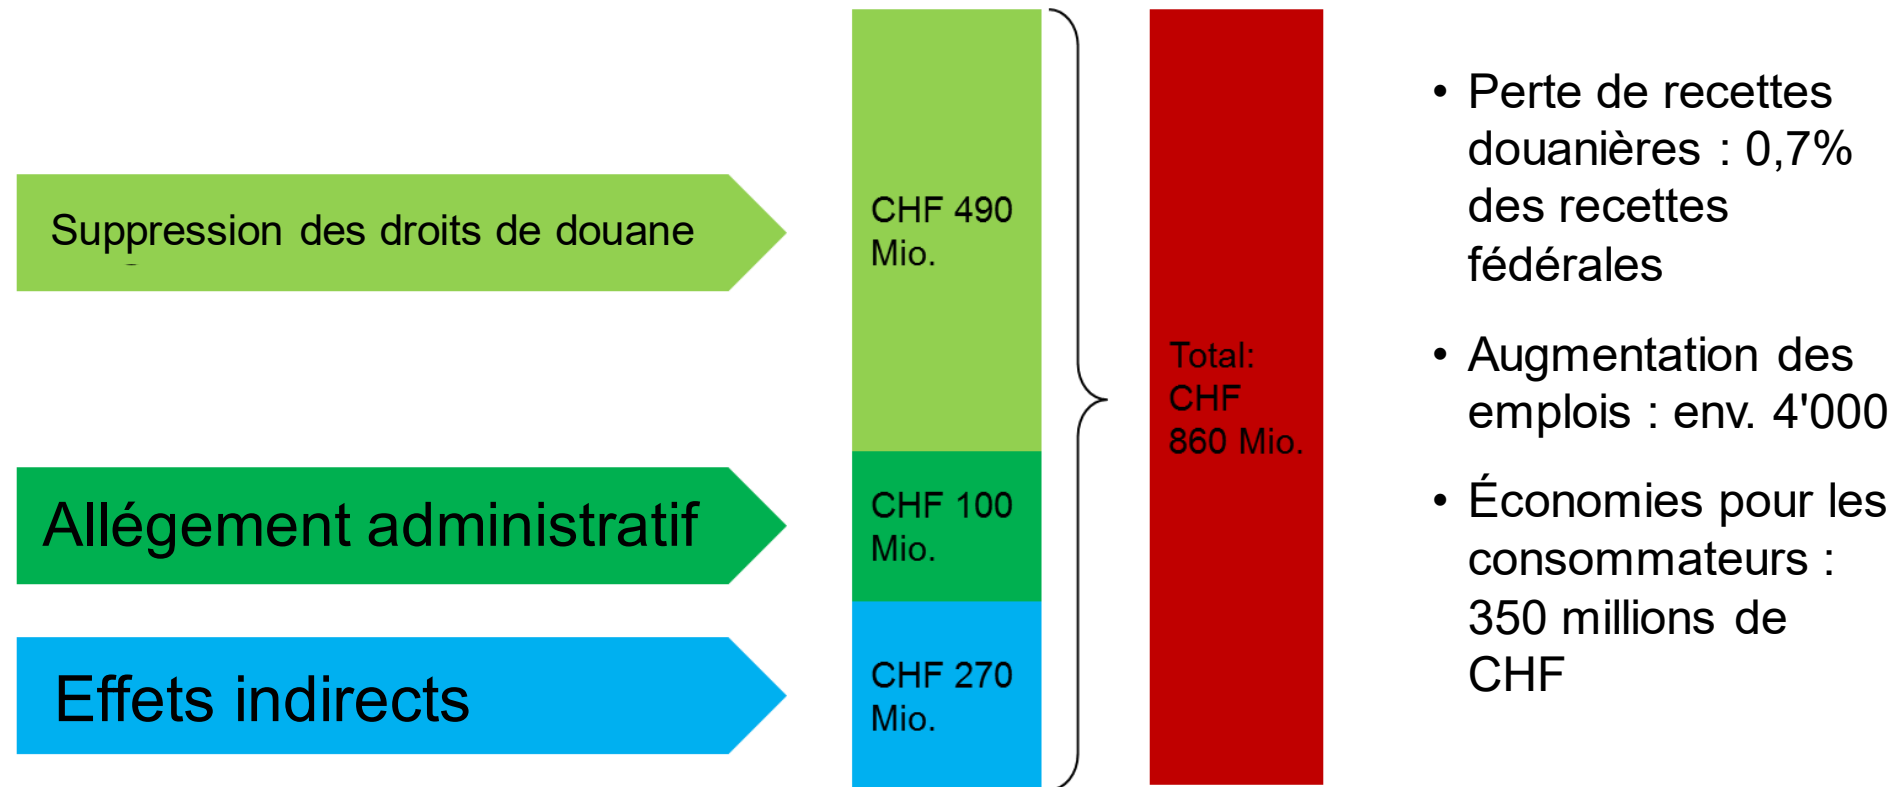 Suppression des droits de douane
Allégement administratif
Effets indirects
CHF 490
Mio.
CHF 100
Mio.
CHF 270
Mio.
Total:
CHF
860 Mio.
• Perte de recettes
douanières : 0,7%
des recettes
fédérales
• Augmentation des
emplois : env. 4'000
• Économies pour les
consommateurs :
350 millions de
CHF